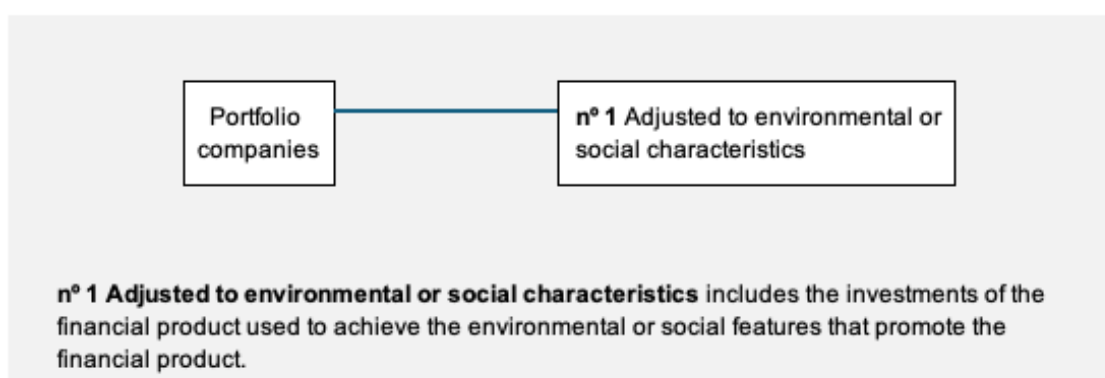 Portfolio
companies
nº 1 Adjusted to environmental or
social characteristics
nº 1 Adjusted to environmental or social characteristics includes the investments of the
financial product used to achieve the environmental or social features that promote the
financial product.